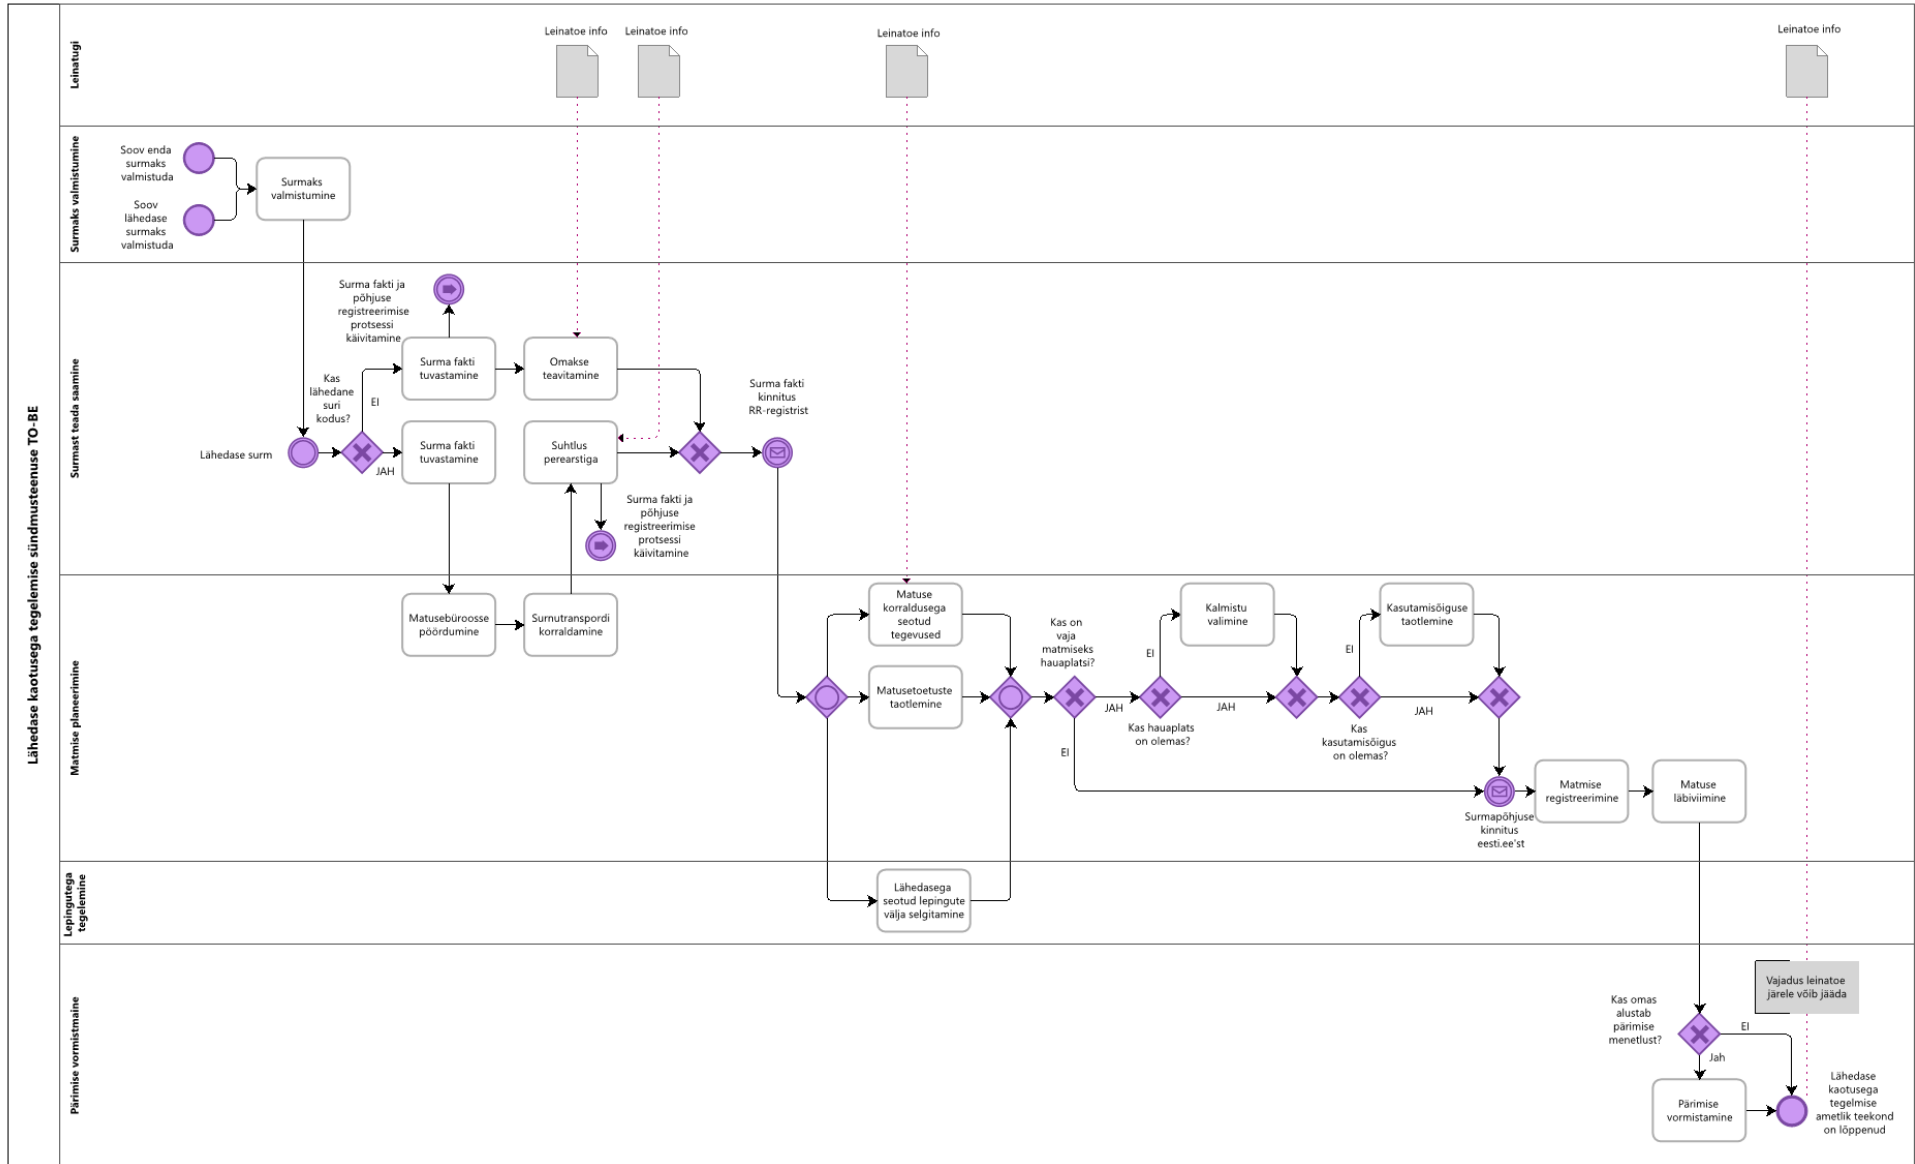 Lähedase kaotusega tegelemise sündmusteenuse TO-BE
Leinatugi
Leinatoe info
Leinatoe info
Leinatoe info
Leinatoe info
Surmaks valmistumine
Soov enda
surmaks
valmistuda
Soov
lähedase
surmaks
valmistuda
Surmaks
valmistumine
Surmast teada saamine
Lähedase surm
Kas
lähedane
suri
kodus?
EI
JAH
Surma fakti ja
põhjuse
registreerimise
protsessi
käivitamine
Surma fakti
tuvastamine
Omakse
teavitamine
Surma fakti
tuvastamine
Suhtlus
perearstiga
Surma fakti ja
põhjuse
registreerimise
protsessi
käivitamine
Surma fakti
kinnitus
RR-registrist
Matmise planeerimine
Matusebüroosse
pöördumine
Surnutranspordi
korraldamine
Matuse
korraldusega
seotud
tegevused
Matusetoetuste
taotlemine
Kas on
vaja
matmiseks
hauaplatsi?
JAH
EI
Kas hauaplats
on olemas?
EI
JAH
Kalmistu
valimine
Kas
kasutamisõigus
on olemas?
EI
JAH
Kasutamisõiguse
taotlemine
Surmapõhjuse
kinnitus
eesti.ee'st
Matmise
registreerimine
Matuse
läbiviimine
Lepingutega
tegelemine
Lähedasega
seotud lepingute
välja selgitamine
Pärimise vormistmaine
Kas omas
alustab
pärimise
menetlust?
EI
Jah
Vajadus leinatoe
järele võib jääda
Pärimise
vormistamine
Lähedase
kaotusega
tegelmise
ametlik teekond
on lõppenud